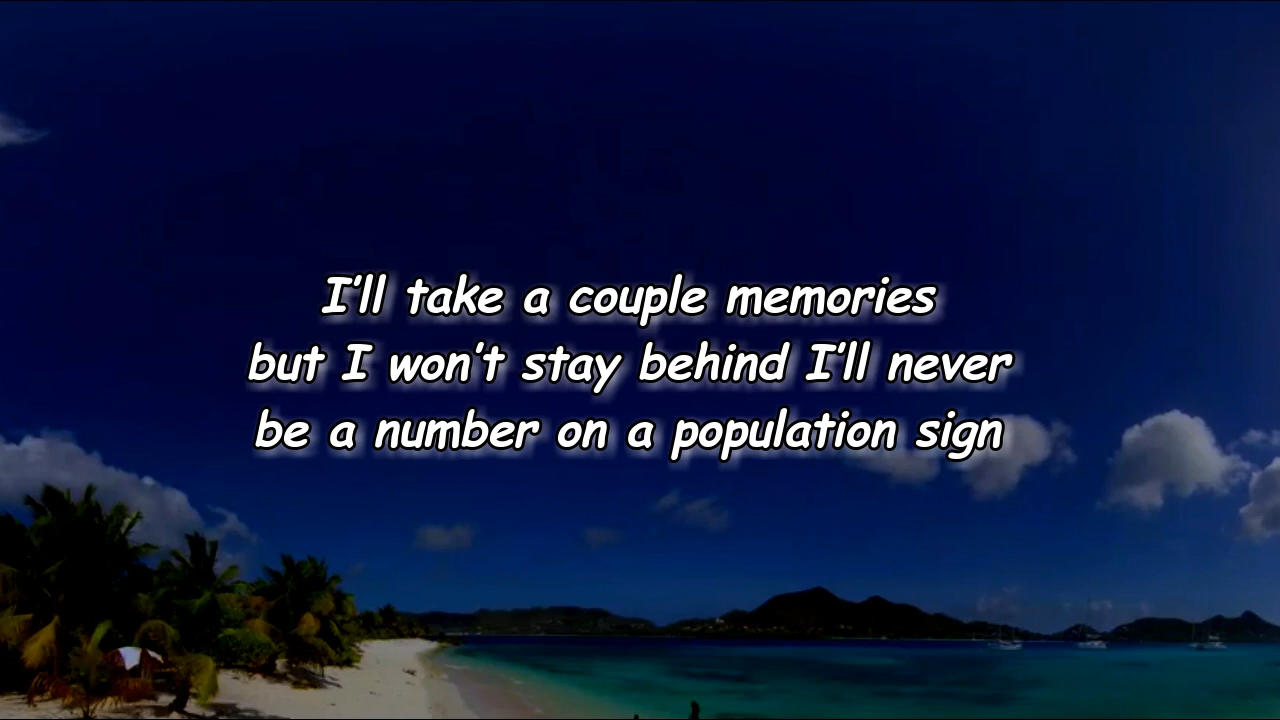 I'll take a couple memories
but I won't stay behind I'll never
be a number on a population sign